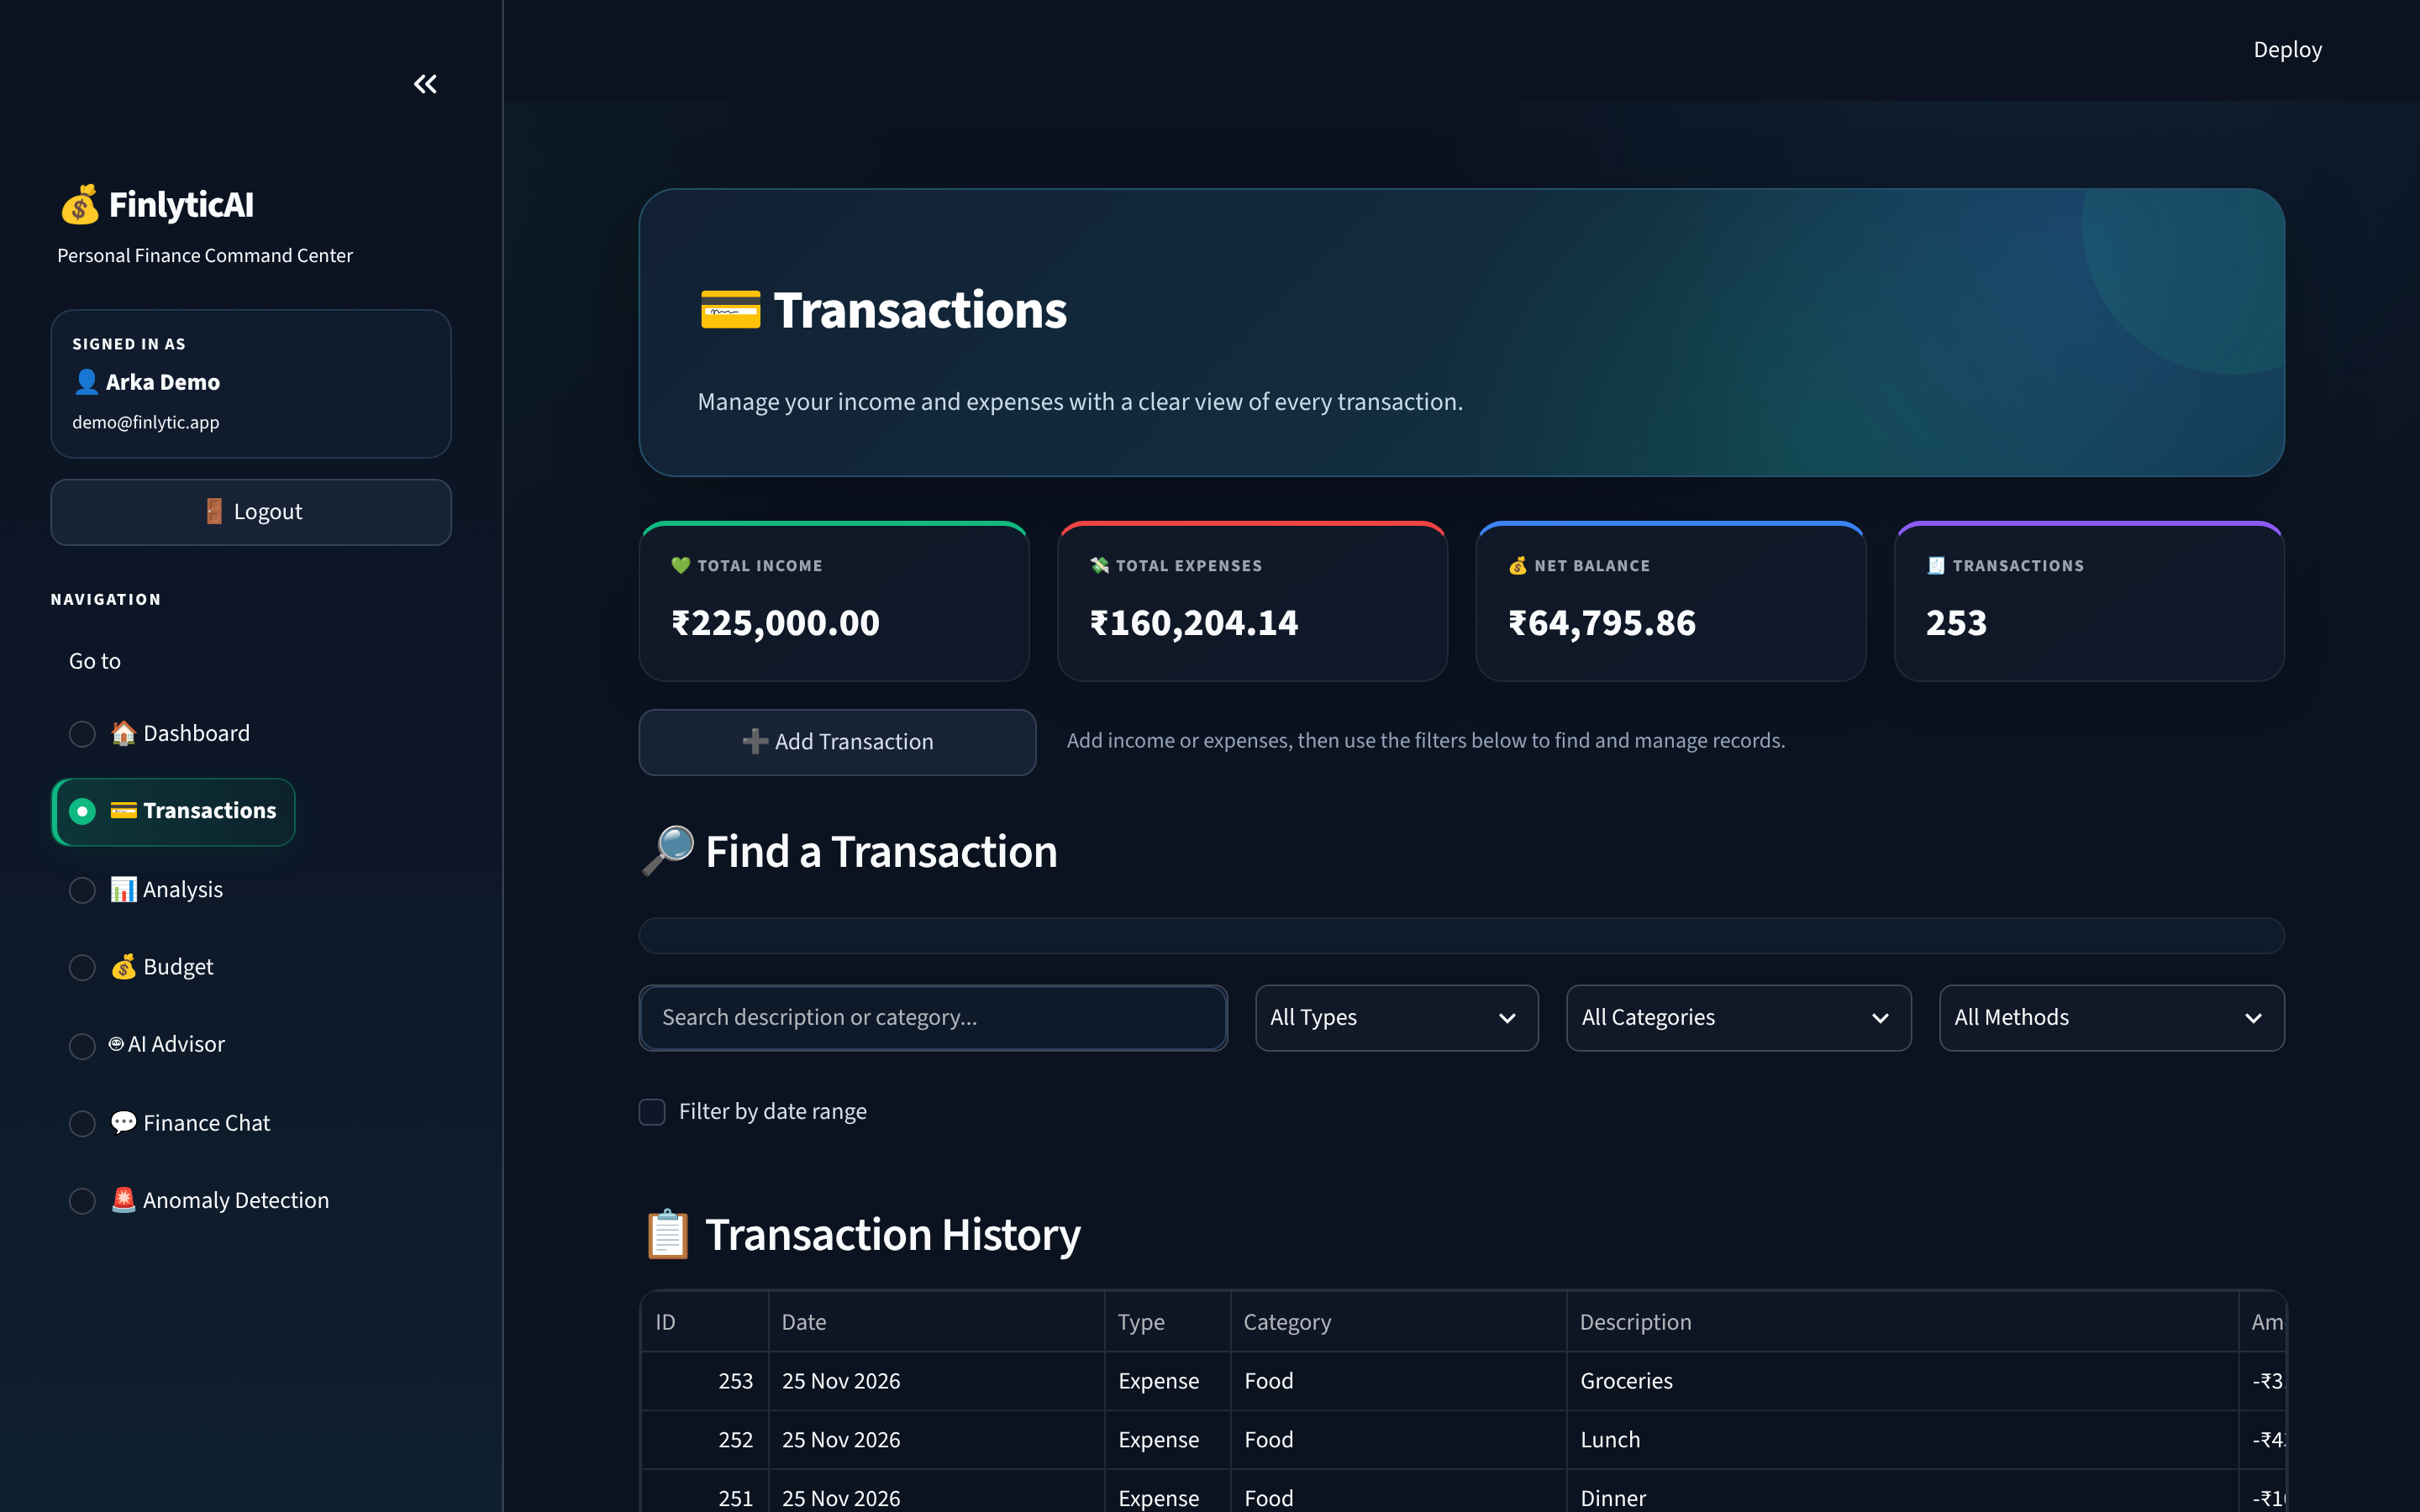 Deploy
FinlyticAI
Personal Finance Command Center
SIGNED IN AS
Arka Demo
demo@finlytic.app
Logout
NAVIGATION
Go to
Dashboard
Transactions
Analysis
Budget
AI Advisor
Finance Chat
Anomaly Detection
Transactions
Manage your income and expenses with a clear view of every transaction.
TOTAL INCOME
₹225,000.00
TOTAL EXPENSES
₹160,204.14
NET BALANCE
₹64,795.86
TRANSACTIONS
253
Add Transaction
Add income or expenses, then use the filters below to find and manage records.
Find a Transaction
Search description or category...
All Types
All Categories
All Methods
Filter by date range
Transaction History
ID Date Type Category Description
253 25 Nov 2026 Expense Food Groceries
252 25 Nov 2026 Expense Food Lunch
251 25 Nov 2026 Expense Food Dinner